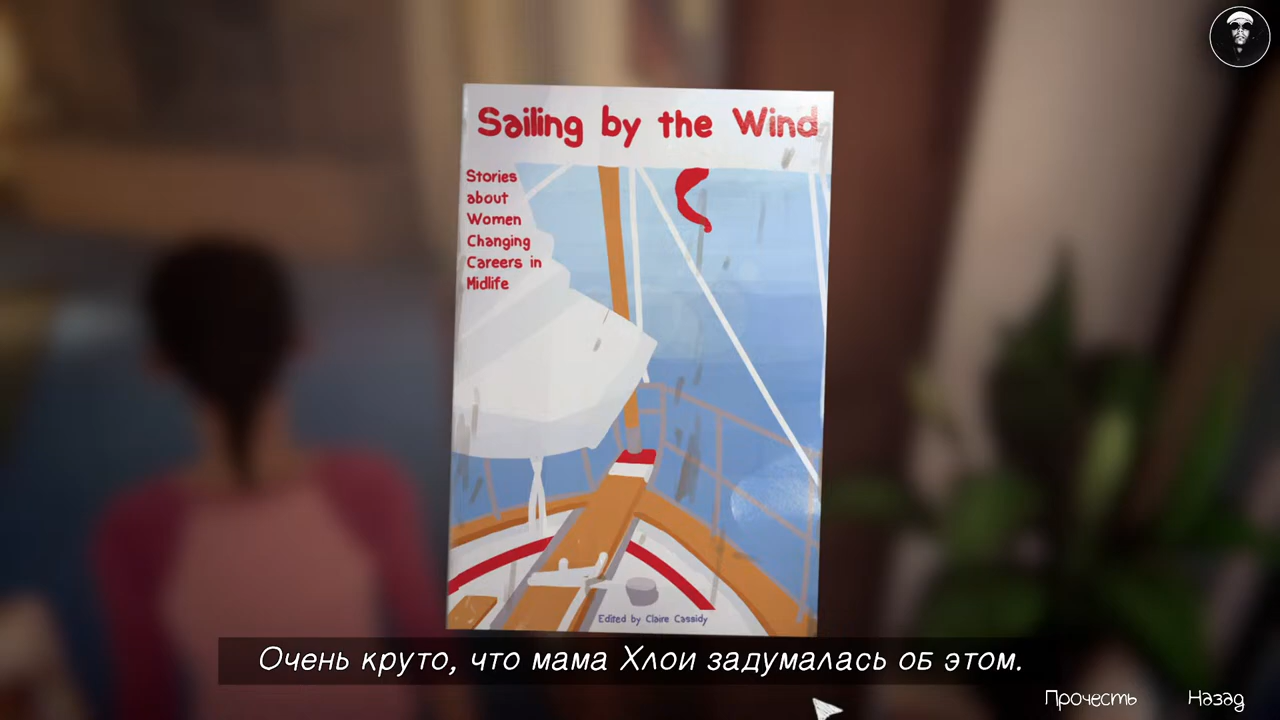 Sailing by the Wind
Stories
about
Women
Changing
Careers in
Midlife
Edited by Claire Cassidy
Очень круто, что мама Хлои задумалась об этом.
Прочесть Назад